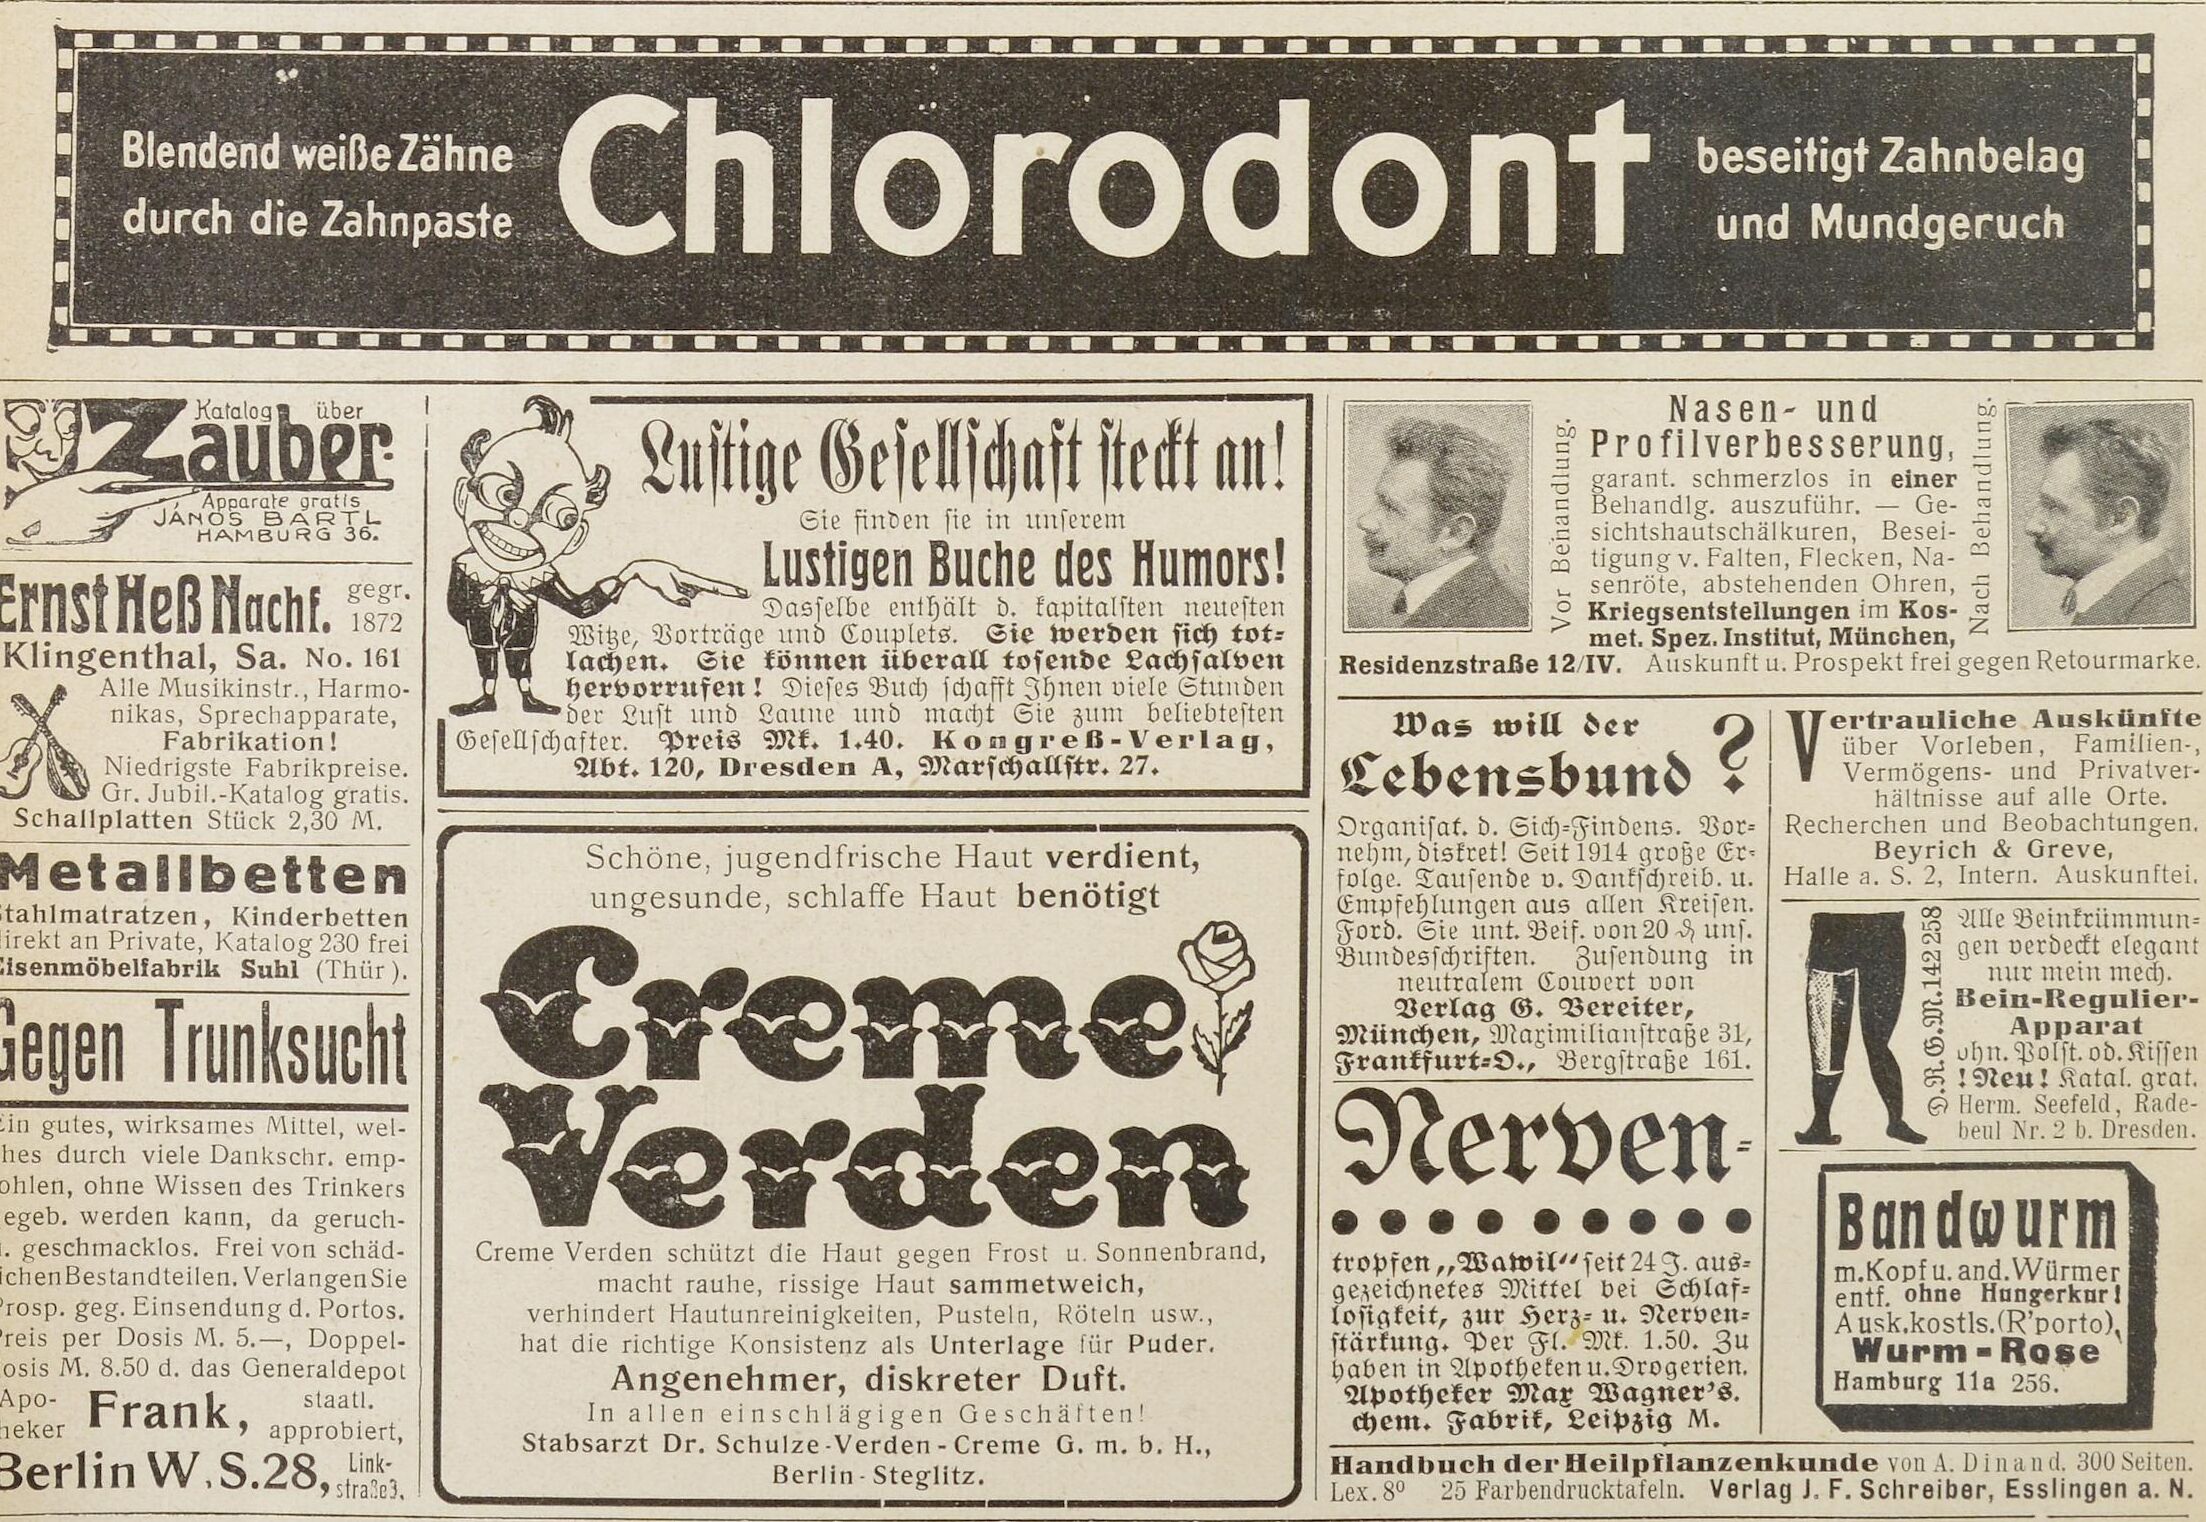 Blendend weiße Zähne
durch die Zahnpaste
Chlorodont
beseitigt Zahnbelag
und Mundgeruch
Katalog über
Zauber-
Apparate gratis
JÁNOS BARTL
HAMBURG 36.
Ernst Heß Nachf. gegr.
1872
Klingenthal, Sa. No. 161
Alle Musikinstr., Harmo-
nikas, Sprechapparate,
Fabrikation!
Niedrigste Fabrikpreise.
Gr. Jubil.-Katalog gratis.
Schallplatten Stück 2,30 M.
Metallbetten
Stahlmatratzen, Kinderbetten
direkt an Private, Katalog 230 frei
Eisenmöbelfabrik Suhl (Thür).
Gegen Trunksucht
Ein gutes, wirksames Mittel, wel-
ches durch viele Dankschr. emp-
fohlen, ohne Wissen des Trinkers
gegeb. werden kann, da geruch-
u. geschmacklos. Frei von schäd-
lichen Bestandteilen. Verlangen Sie
Prosp. geg. Einsendung d. Portos.
Preis per Dosis M. 5.—, Doppel-
dosis M. 8.50 d. das Generaldepot
Apo-
theker Frank, staatl.
approbiert,
Berlin W.S.28, Link-
straße3.
Lustige Gesellschaft steckt an!
Sie finden sie in unserem
Lustigen Buche des Humors!
Dasselbe enthält d. kapitalsten neuesten
Witze, Vorträge und Couplets. Sie werden sich tot-
lachen. Sie können überall tosende Lachsalven
hervorrufen! Dieses Buch schafft Ihnen viele Stunden
der Lust und Laune und macht Sie zum beliebtesten
Gesellschafter. Preis Mk. 1.40. Kongreß-Verlag,
Abt. 120, Dresden A, Marschallstr. 27.
Schöne, jugendfrische Haut verdient,
ungesunde, schlaffe Haut benötigt
Creme
Verden
Creme Verden schützt die Haut gegen Frost u. Sonnenbrand,
macht rauhe, rissige Haut sammetweich,
verhindert Hautunreinigkeiten, Pusteln, Röteln usw.,
hat die richtige Konsistenz als Unterlage für Puder.
Angenehmer, diskreter Duft.
In allen einschlägigen Geschäften!
Stabsarzt Dr. Schulze-Verden-Creme G. m. b. H.,
Berlin-Steglitz.
Vor Behandlung.
Nasen- und
Profilverbesserung,
garant. schmerzlos in einer
Behandlg. auszuführ. — Ge-
sichtshautschälkuren, Besei-
tigung v. Falten, Flecken, Na-
senröte, abstehenden Ohren,
Kriegsentstellungen im Kos-
met. Spez. Institut, München,
Nach Behandlung.
Residenzstraße 12/IV. Auskunft u. Prospekt frei gegen Retourmarke.
Was will der
Lebensbund?
Organisat. d. Sich-Findens. Vor-
nehm, diskret! Seit 1914 große Er-
folge. Tausende v. Dankschreib. u.
Empfehlungen aus allen Kreisen.
Ford. Sie unt. Beif. von 20 ₰ uns.
Bundesschriften. Zusendung in
neutralem Couvert von
Verlag G. Bereiter,
München, Maximilianstraße 31,
Frankfurt-O., Bergstraße 161.
Nerven-
tropfen „Wawil“ seit 24 J. aus-
gezeichnetes Mittel bei Schlaf-
losigkeit, zur Herz- u. Nerven-
stärkung. Per Fl. Mk. 1.50. Zu
haben in Apotheken u. Drogerien.
Apotheker Max Wagner's.
chem. Fabrik, Leipzig M.
Vertrauliche Auskünfte
über Vorleben, Familien-,
Vermögens- und Privatver-
hältnisse auf alle Orte.
Recherchen und Beobachtungen.
Beyrich & Greve,
Halle a. S. 2, Intern. Auskunftei.
D.R.G.M. 142 258
Alle Beinkrümmun-
gen verdeckt elegant
nur mein mech.
Bein-Regulier-
Apparat
ohn. Polst. od. Kissen
! Neu! Katal. grat.
Herm. Seefeld, Rade-
beul Nr. 2 b. Dresden.
Bandwurm
m. Kopf u. and. Würmer
entf. ohne Hungerkur!
Ausk. kostls. (R'porto).
Wurm-Rose
Hamburg 11a 256.
Handbuch der Heilpflanzenkunde von A. Dinand. 300 Seiten.
Lex. 8° 25 Farbendrucktafeln. Verlag J. F. Schreiber, Esslingen a. N.